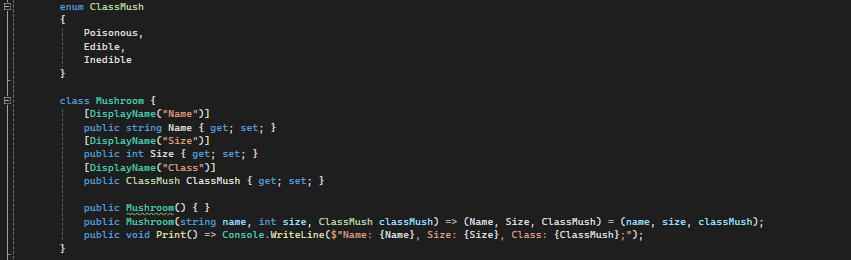 enum ClassMush
{
Poisonous,
Edible,
Inedible
}
class Mushroom {
[DisplayName("Name")]
public string Name { get; set; }
[DisplayName("Size")]
public int Size { get; set; }
[DisplayName("Class")]
public ClassMush ClassMush { get; set; }
public Mushroom() { }
public Mushroom(string name, int size, ClassMush classMush) => (Name, Size, ClassMush) = (name, size, classMush);
public void Print() => Console.WriteLine($"Name: {Name}, Size: {Size}, Class: {ClassMush};");
}